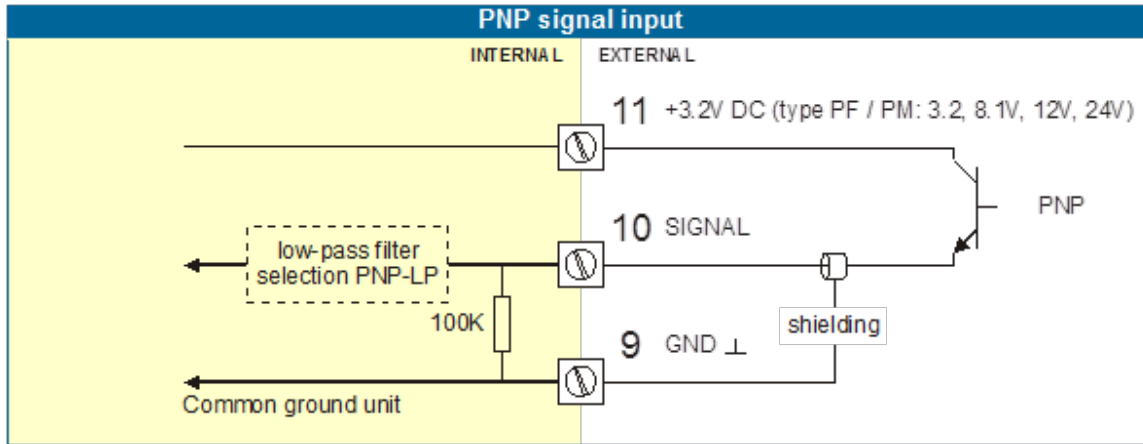 PNP signal input
INTERNAL
EXTERNAL
11 +3.2V DC (type PF / PM: 3.2, 8.1V, 12V, 24V)
PNP
10 SIGNAL
low-pass filter
selection PNP-LP
100K
shielding
9 GND ⊥
Common ground unit